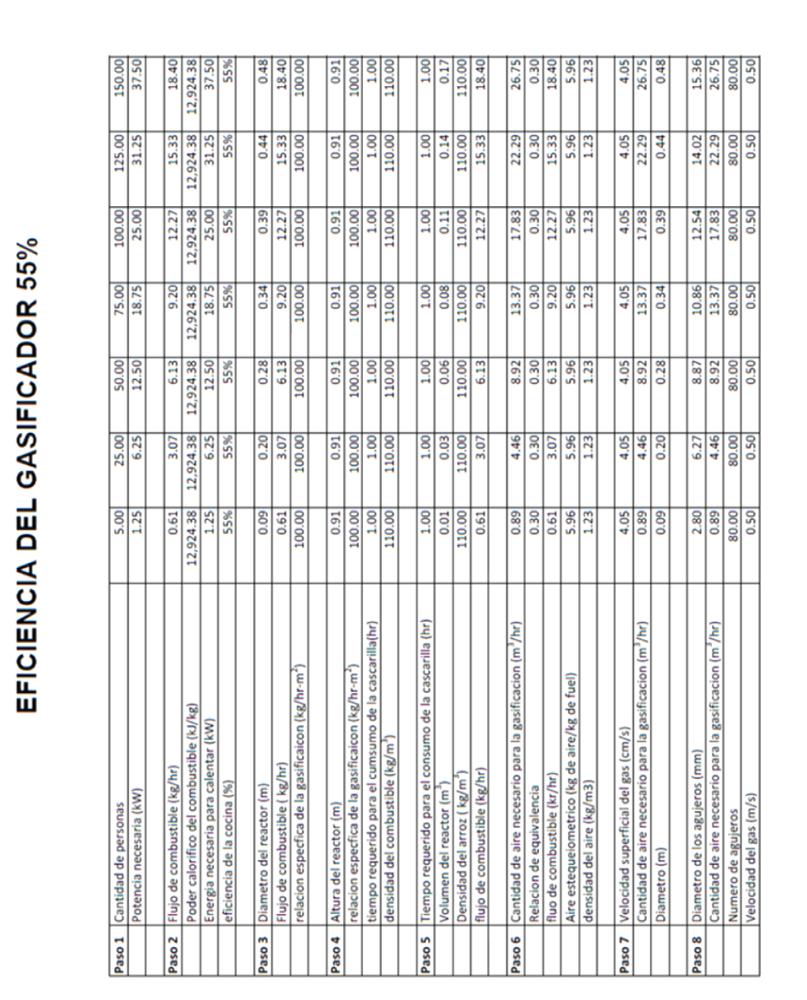 EFICIENCIA DEL GASIFICADOR 55%
Paso 1 Cantidad de personas 5.00 25.00 50.00 75.00 100.00 125.00 150.00
Potencia necesaria (kW) 1.25 6.25 12.50 18.75 25.00 31.25 37.50
Paso 2 Flujo de combustible (kg/hr) 0.61 3.07 6.13 9.20 12.27 15.33 18.40
Poder calorifico del combustible (kJ/kg) 12,924.38 12,924.38 12,924.38 12,924.38 12,924.38 12,924.38 12,924.38
Energia necesaria para calentar (kW) 1.25 6.25 12.50 18.75 25.00 31.25 37.50
eficiencia de la cocina (%) 55% 55% 55% 55% 55% 55% 55%
Paso 3 Diametro del reactor (m) 0.09 0.20 0.28 0.34 0.39 0.44 0.48
Flujo de combustible ( kg/hr) 0.61 3.07 6.13 9.20 12.27 15.33 18.40
relacion especfica de la gasificaicon (kg/hr-m²) 100.00 100.00 100.00 100.00 100.00 100.00 100.00
Paso 4 Altura del reactor (m) 0.91 0.91 0.91 0.91 0.91 0.91 0.91
relacion especfica de la gasificaicon (kg/hr-m²) 100.00 100.00 100.00 100.00 100.00 100.00 100.00
tiempo requerido para el cumsumo de la cascarilla(hr) 1.00 1.00 1.00 1.00 1.00 1.00 1.00
densidad del combustible (kg/m³) 110.00 110.00 110.00 110.00 110.00 110.00 110.00
Paso 5 Tiempo requerido para el consumo de la cascarilla (hr) 1.00 1.00 1.00 1.00 1.00 1.00 1.00
Volumen del reactor (m³) 0.01 0.03 0.06 0.08 0.11 0.14 0.17
Densidad del arroz ( kg/m³) 110.00 110.00 110.00 110.00 110.00 110.00 110.00
flujo de combustible (kg/hr) 0.61 3.07 6.13 9.20 12.27 15.33 18.40
Paso 6 Cantidad de aire necesario para la gasificacion (m³/hr) 0.89 4.46 8.92 13.37 17.83 22.29 26.75
Relacion de equivalencia 0.30 0.30 0.30 0.30 0.30 0.30 0.30
fluo de combustible (kr/hr) 0.61 3.07 6.13 9.20 12.27 15.33 18.40
Aire estequeiometrico (kg de aire/kg de fuel) 5.96 5.96 5.96 5.96 5.96 5.96 5.96
densidad del aire (kg/m3) 1.23 1.23 1.23 1.23 1.23 1.23 1.23
Paso 7 Velocidad superficial del gas (cm/s) 4.05 4.05 4.05 4.05 4.05 4.05 4.05
Cantidad de aire necesario para la gasificacion (m³/hr) 0.89 4.46 8.92 13.37 17.83 22.29 26.75
Diametro (m) 0.09 0.20 0.28 0.34 0.39 0.44 0.48
Paso 8 Diametro de los agujeros (mm) 2.80 6.27 8.87 10.86 12.54 14.02 15.36
Cantidad de aire necesario para la gasificacion (m³/hr) 0.89 4.46 8.92 13.37 17.83 22.29 26.75
Numero de agujeros 80.00 80.00 80.00 80.00 80.00 80.00 80.00
Velocidad del gas (m/s) 0.50 0.50 0.50 0.50 0.50 0.50 0.50